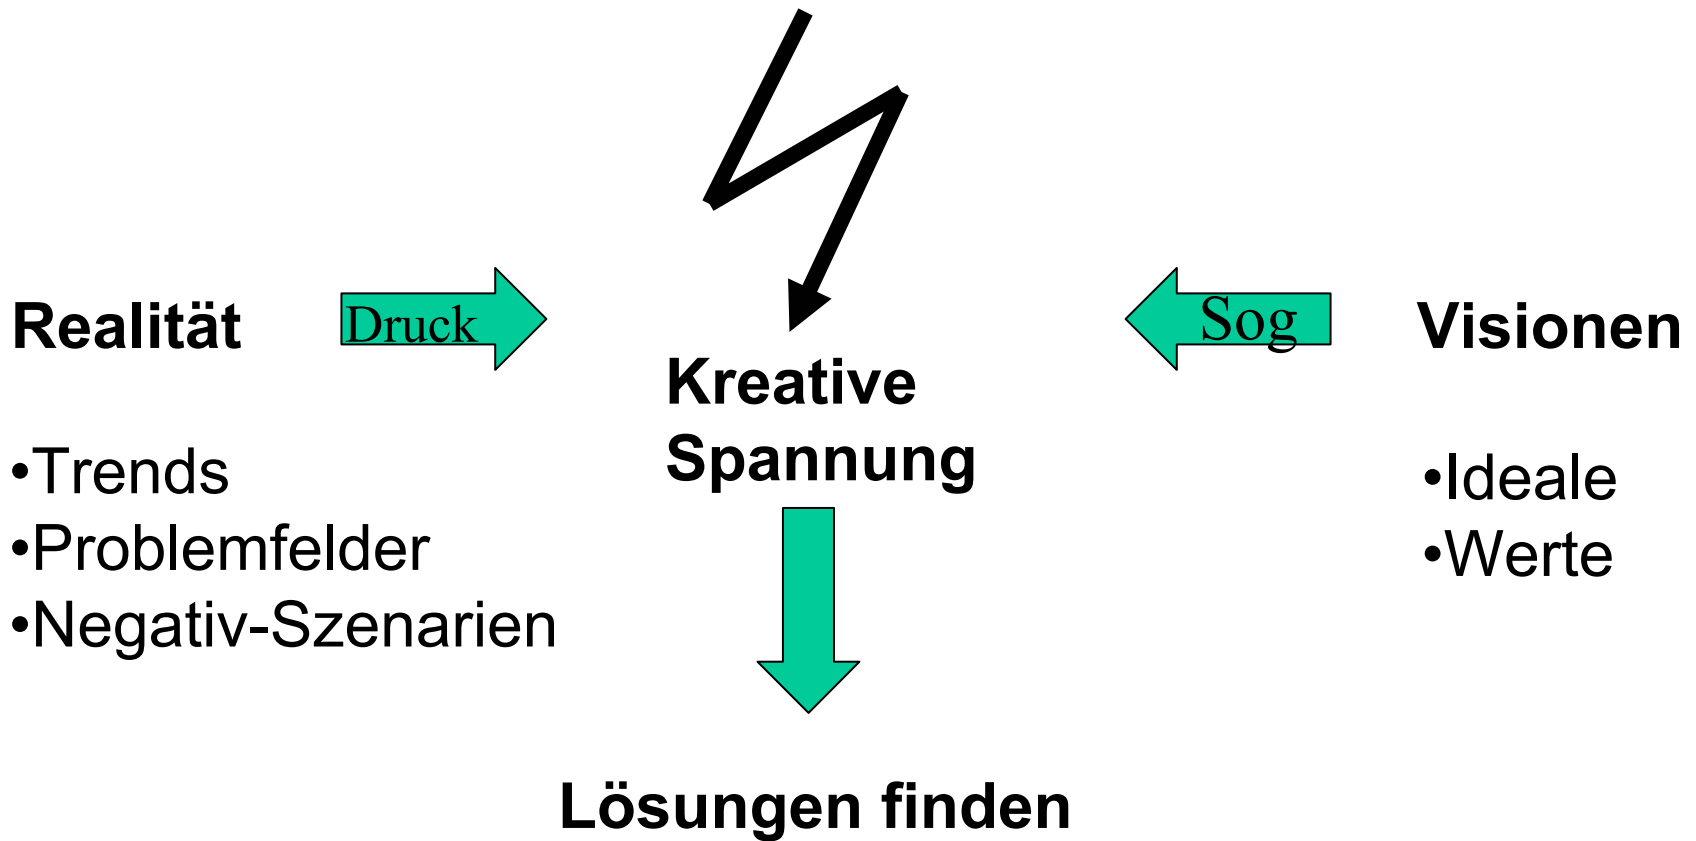 Realität
Druck
•Trends
•Problemfelder
•Negativ-Szenarien
Kreative
Spannung
Sog
Visionen
•Ideale
•Werte
Lösungen finden